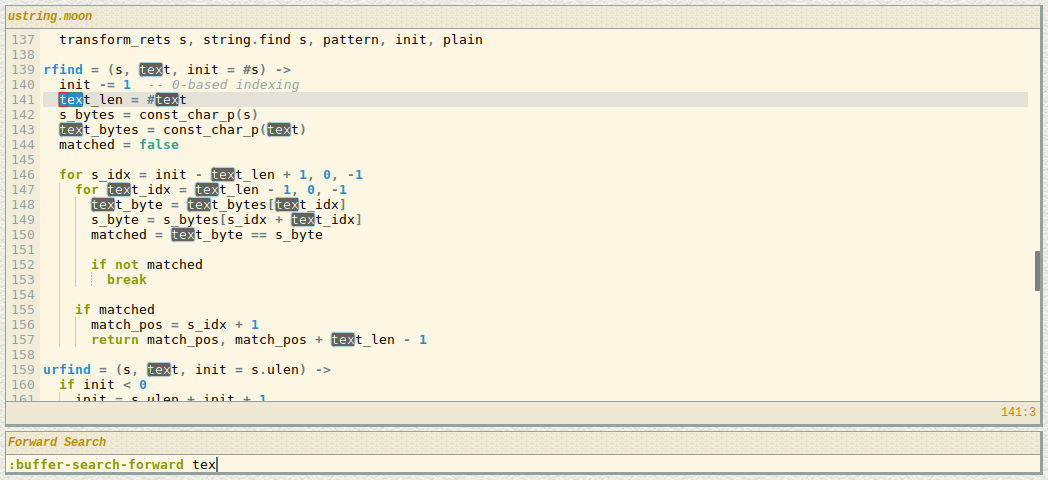 ustring.moon
137 transform_rets s, string.find s, pattern, init, plain
138
139 rfind = (s, text, init = #s) ->
140 init -= 1 -- 0-based indexing
141 text_len = #text
142 s_bytes = const_char_p(s)
143 text_bytes = const_char_p(text)
144 matched = false
145
146 for s_idx = init - text_len + 1, 0, -1
147 for text_idx = text_len - 1, 0, -1
148 text_byte = text_bytes[text_idx]
149 s_byte = s_bytes[s_idx + text_idx]
150 matched = text_byte == s_byte
151
152 if not matched
153 break
154
155 if matched
156 match_pos = s_idx + 1
157 return match_pos, match_pos + text_len - 1
158
159 urfind = (s, text, init = s.ulen) ->
160 if init < 0
161 init = s.ulen + init + 1
141:3
Forward Search
:buffer-search-forward tex